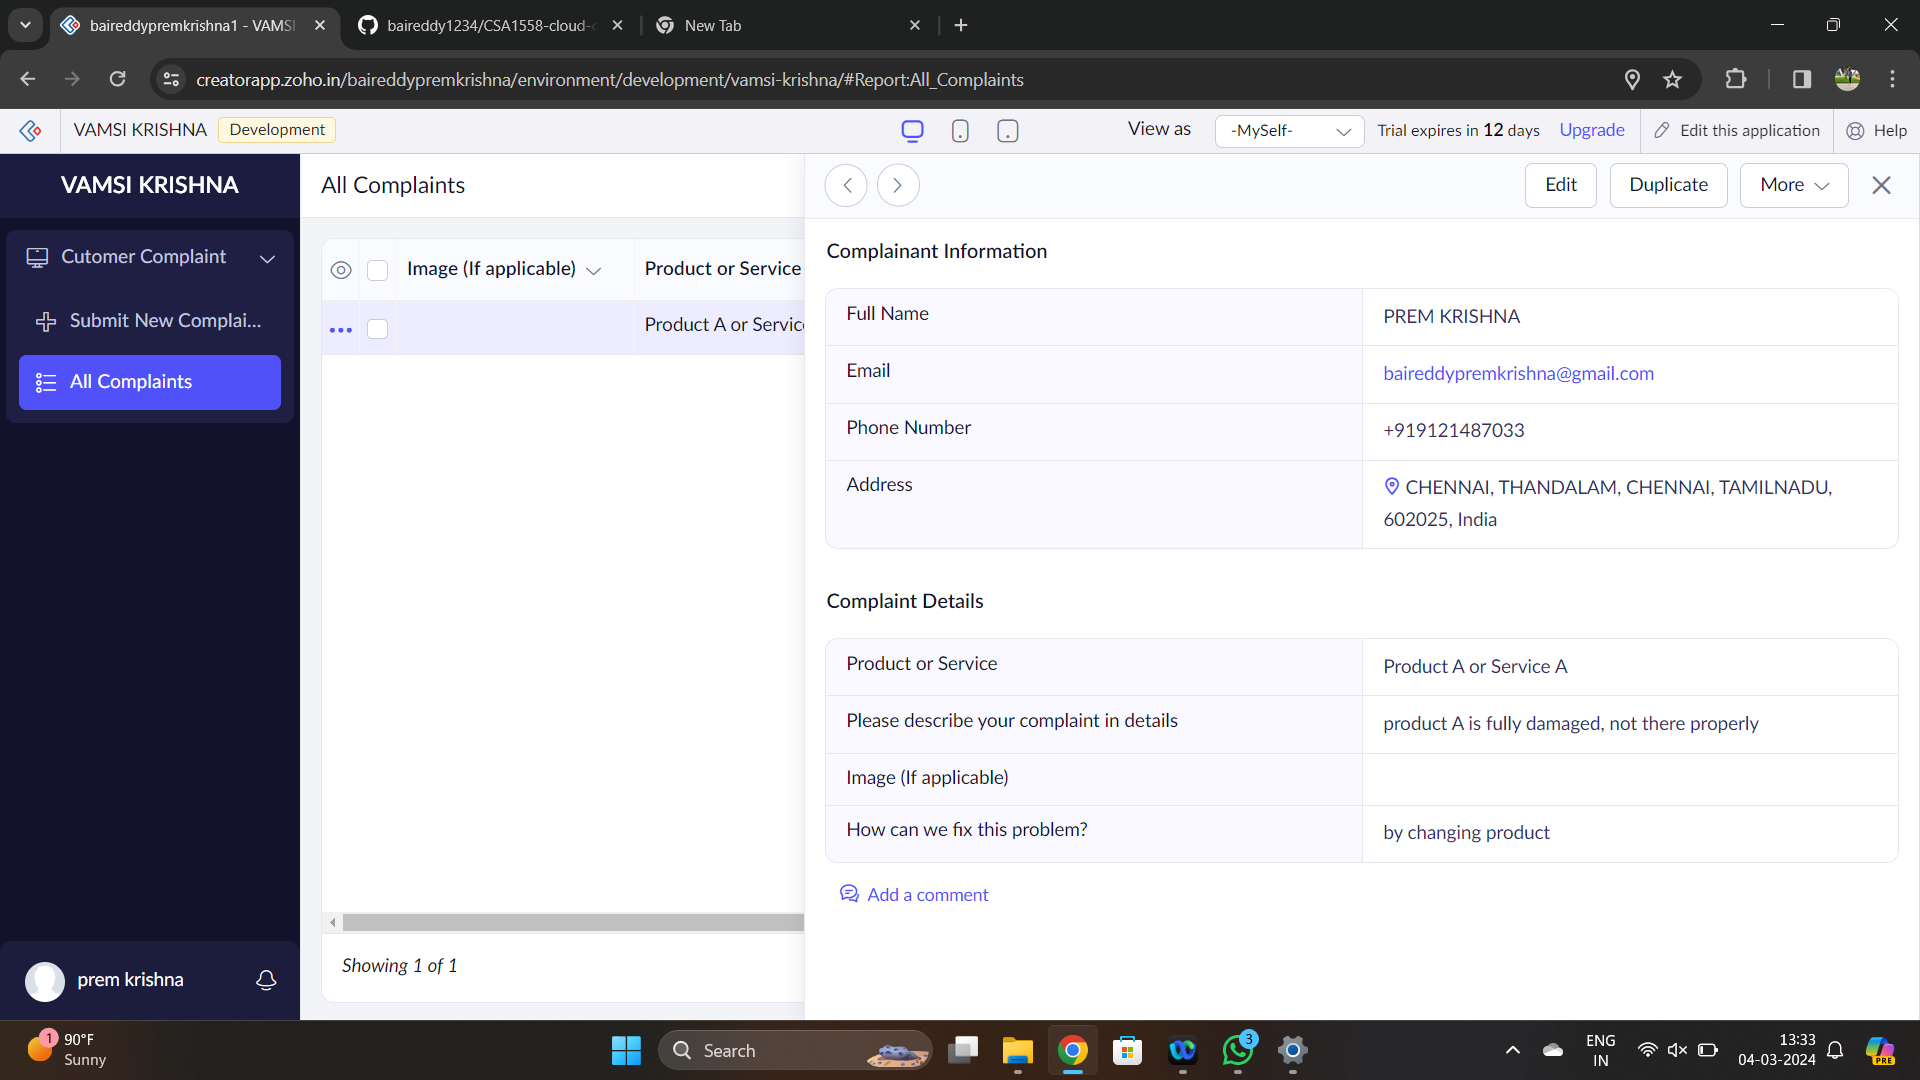 baireddypremkrishna1 - VAMSI
baireddy1234/CSA1558-cloud-
New Tab
creatorapp.zoho.in/baireddypremkrishna/environment/development/vamsi-krishna/#Report:All_Complaints
VAMSI KRISHNA
Development
View as
-MySelf-
Trial expires in 12 days
Upgrade
Edit this application
Help
VAMSI KRISHNA
Cutomer Complaint
Submit New Complai...
All Complaints
prem krishna
All Complaints
Image (If applicable)
Product or Service
Product A or Servic
Showing 1 of 1
Edit
Duplicate
More
Complainant Information
Full Name
PREM KRISHNA
Email
baireddypremkrishna@gmail.com
Phone Number
+919121487033
Address
CHENNAI, THANDALAM, CHENNAI, TAMILNADU,
602025, India
Complaint Details
Product or Service
Product A or Service A
Please describe your complaint in details
product A is fully damaged, not there properly
Image (If applicable)
How can we fix this problem?
by changing product
Add a comment
1
90°F
Sunny
Search
3
ENG
IN
13:33
04-03-2024
PRE